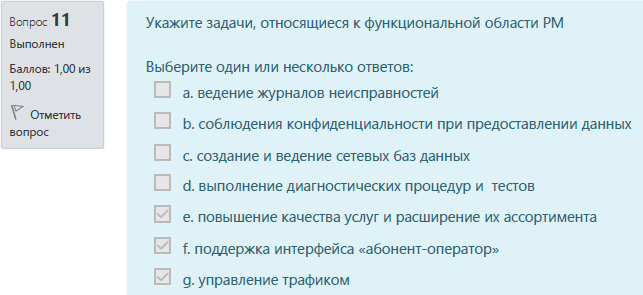 Вопрос 11
Выполнен
Баллов: 1,00 из
1,00
Отметить
вопрос
Укажите задачи, относящиеся к функциональной области PM
Выберите один или несколько ответов:
a. ведение журналов неисправностей
b. соблюдения конфиденциальности при предоставлении данных
c. создание и ведение сетевых баз данных
d. выполнение диагностических процедур и тестов
e. повышение качества услуг и расширение их ассортимента
f. поддержка интерфейса «абонент-оператор»
g. управление трафиком